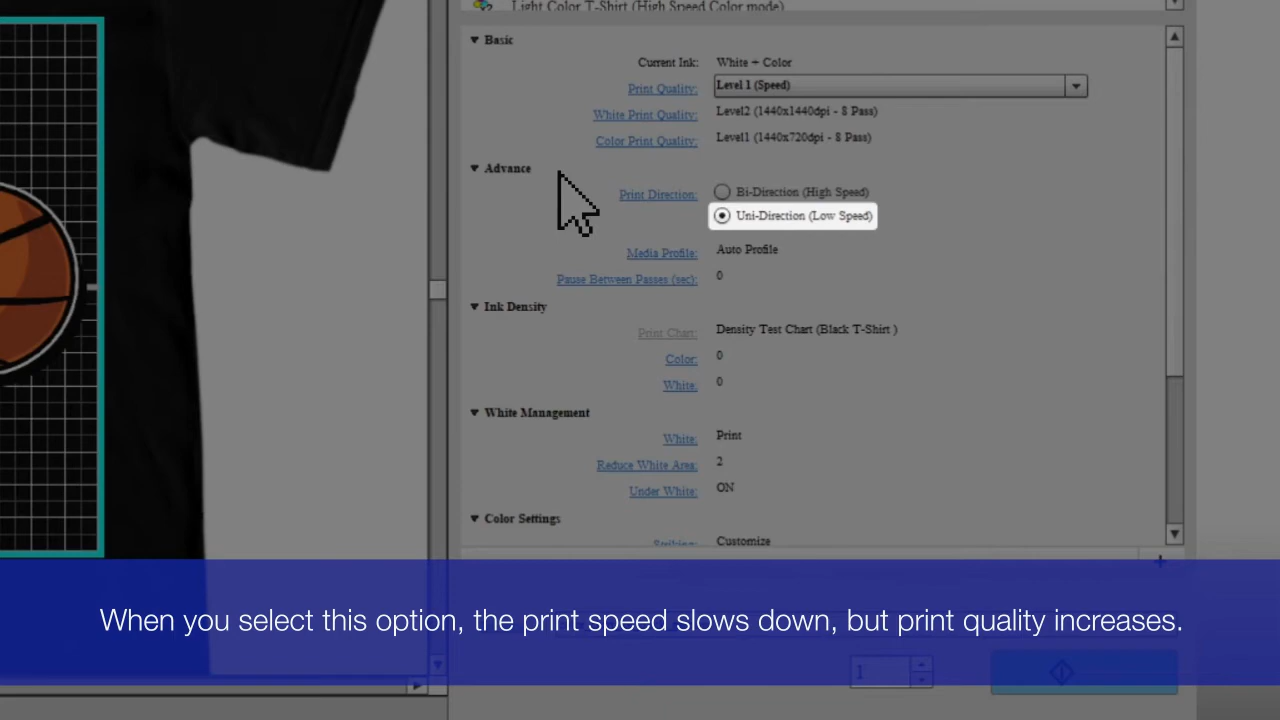 Light Color T-Shirt (High Speed Color mode)
Basic
Current Ink: White + Color
Print Quality: Level 1 (Speed)
White Print Quality: Level2 (1440x1440dpi - 8 Pass)
Color Print Quality: Level1 (1440x720dpi - 8 Pass)
Advance
Print Direction: Bi-Direction (High Speed)
Uni-Direction (Low Speed)
Media Profile: Auto Profile
Pause Between Passes (sec): 0
Ink Density
Print Chart: Density Test Chart (Black T-Shirt )
Color: 0
White: 0
White Management
White: Print
Reduce White Area: 2
Under White: ON
Color Settings
Customize
When you select this option, the print speed slows down, but print quality increases.
1